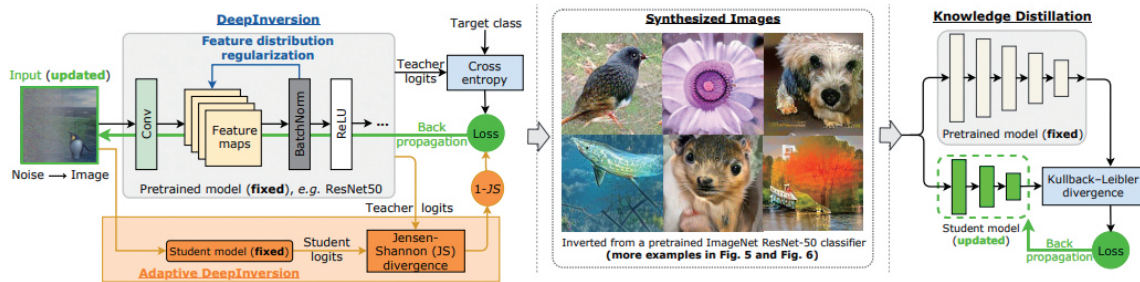 DeepInversion
Feature distribution
regularization
Input (updated)
Conv
Feature
maps
BatchNorm
ReLU
...
Noise → Image
Pretrained model (fixed), e.g. ResNet50
Teacher
logits
Target class
Cross
entropy
Loss
Back
propagation
1-JS
Teacher logits
Student model (fixed)
Student
logits
Jensen-
Shannon (JS)
divergence
Adaptive DeepInversion
Synthesized Images
Inverted from a pretrained ImageNet ResNet-50 classifier
(more examples in Fig. 5 and Fig. 6)
Knowledge Distillation
Pretrained model (fixed)
Kullback–Leibler
divergence
Student model
(updated)
Back
propagation
Loss